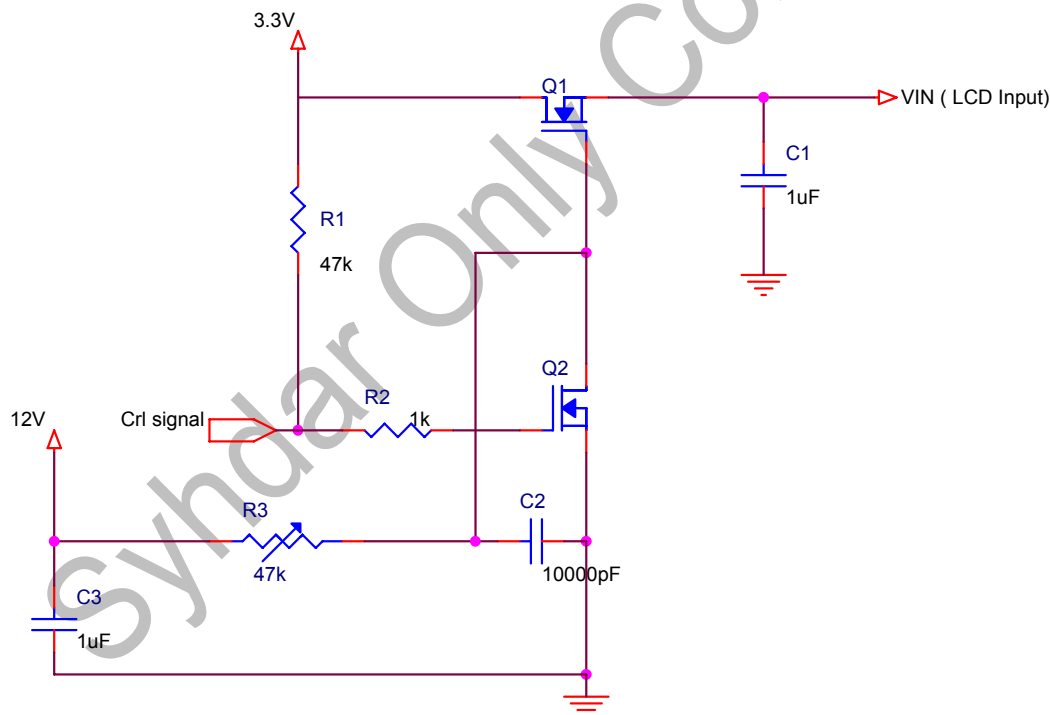 3.3V
Q1
VIN ( LCD Input)
C1
1uF
R1
47k
Q2
R2
1k
Crl signal
12V
R3
47k
C2
10000pF
C3
1uF
Syhdar Only Co